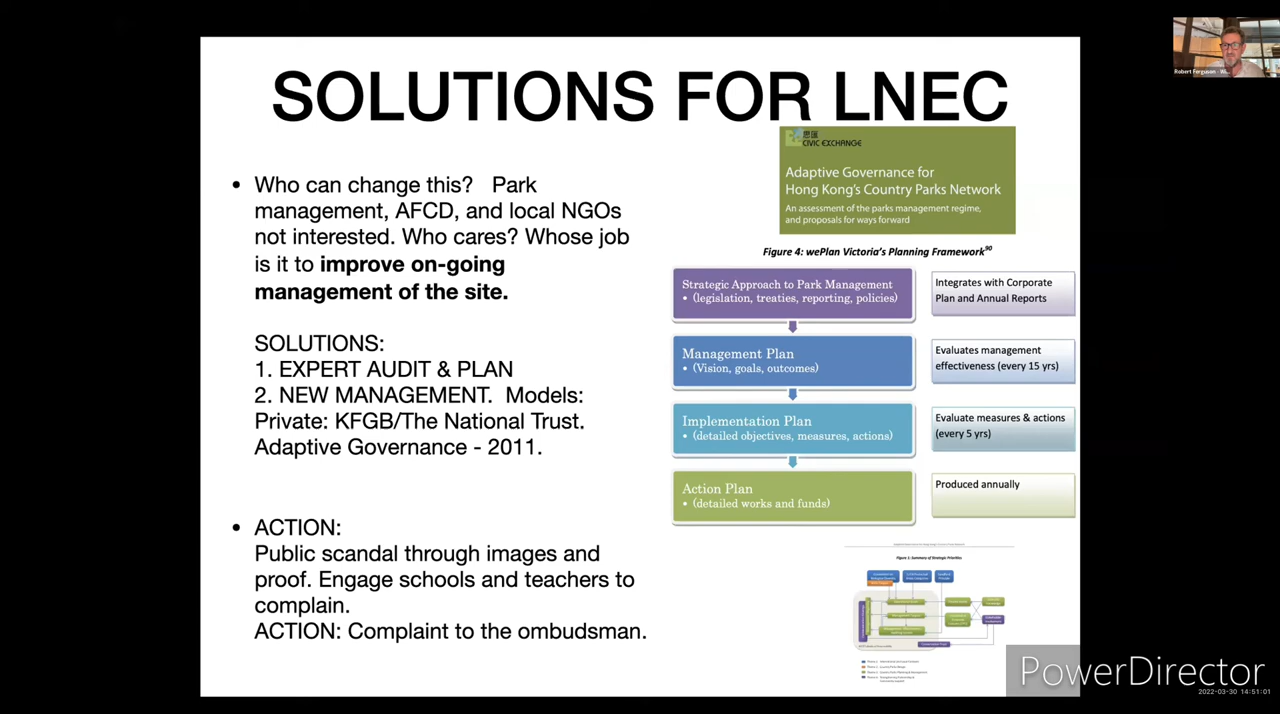 SOLUTIONS FOR LNEC
Robert Ferguson
• Who can change this? Park
management, AFCD, and local NGOs
not interested. Who cares? Whose job
is it to improve on-going
management of the site.
SOLUTIONS:
1. EXPERT AUDIT & PLAN
2. NEW MANAGEMENT. Models:
Private: KFGB/The National Trust.
Adaptive Governance - 2011.
• ACTION:
Public scandal through images and
proof. Engage schools and teachers to
complain.
ACTION: Complaint to the ombudsman.
思匯
CIVIC EXCHANGE
Adaptive Governance for
Hong Kong's Country Parks Network
An assessment of the parks management regime,
and proposals for ways forward
Figure 4: wePlan Victoria's Planning Framework90
Strategic Approach to Park Management
• (legislation, treaties, reporting, policies)
Integrates with Corporate
Plan and Annual Reports
Management Plan
• (Vision, goals, outcomes)
Evaluates management
effectiveness (every 15 yrs)
Implementation Plan
• (detailed objectives, measures, actions)
Evaluate measures & actions
(every 5 yrs)
Action Plan
• (detailed works and funds)
Produced annually
Figure 1: Summary of Strategic Priorities
PowerDirector
2022-03-30 14:51:01